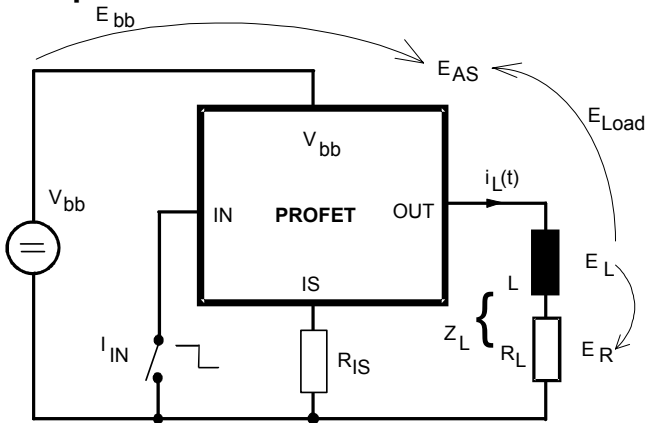 E bb
E AS
E Load
V bb
V bb
i L (t)
IN
PROFET
OUT
IS
L
E L
Z L
{
I IN
R IS
R L
E R